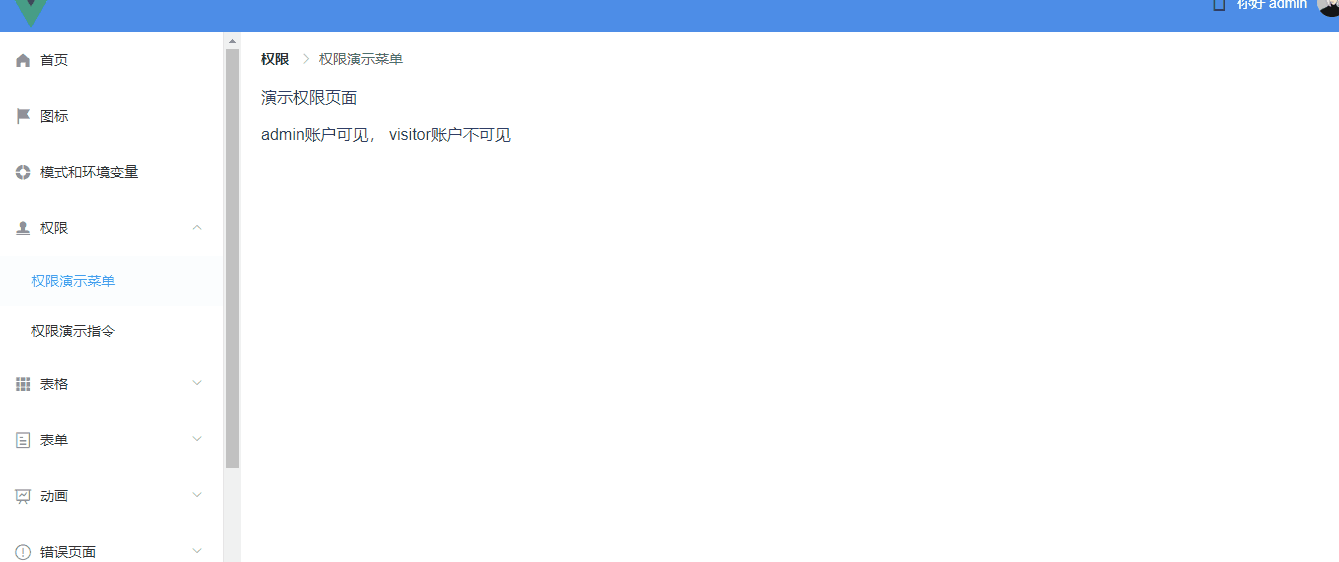 你好 admin
首页
图标
模式和环境变量
权限
权限演示菜单
权限演示指令
表格
表单
动画
错误页面
权限 > 权限演示菜单
演示权限页面
admin账户可见， visitor账户不可见